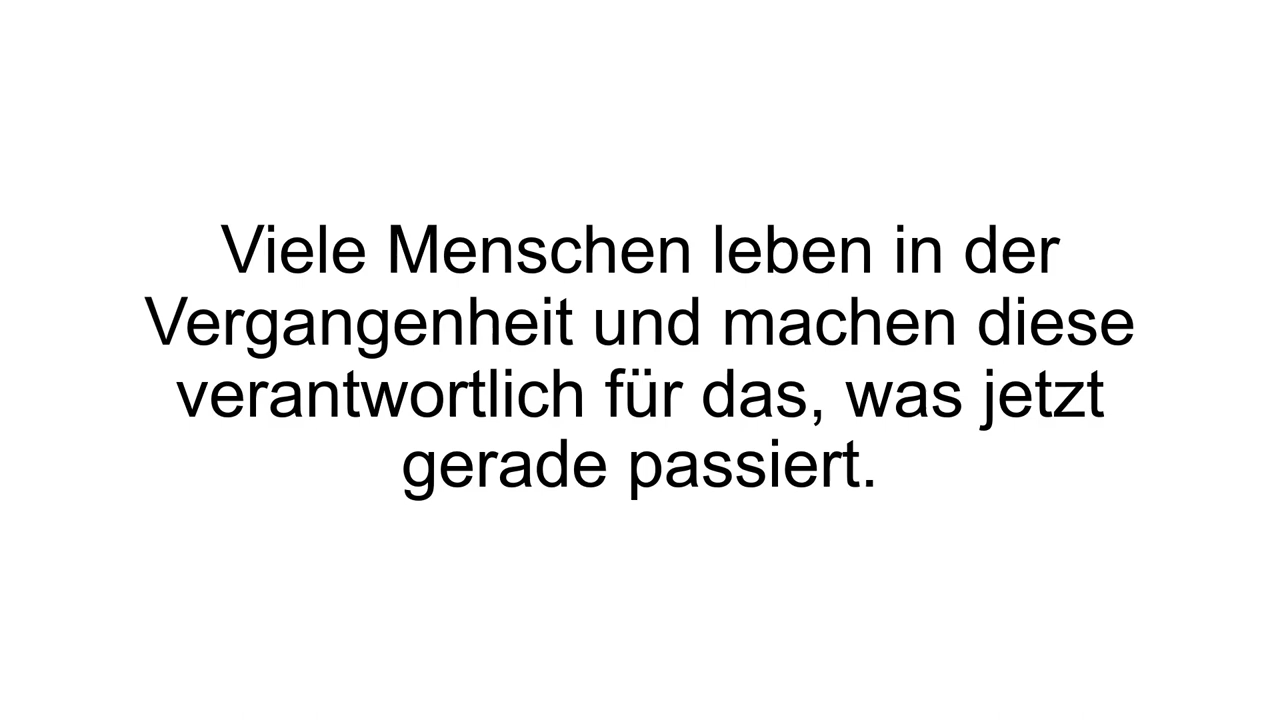 Viele Menschen leben in der
Vergangenheit und machen diese
verantwortlich für das, was jetzt
gerade passiert.